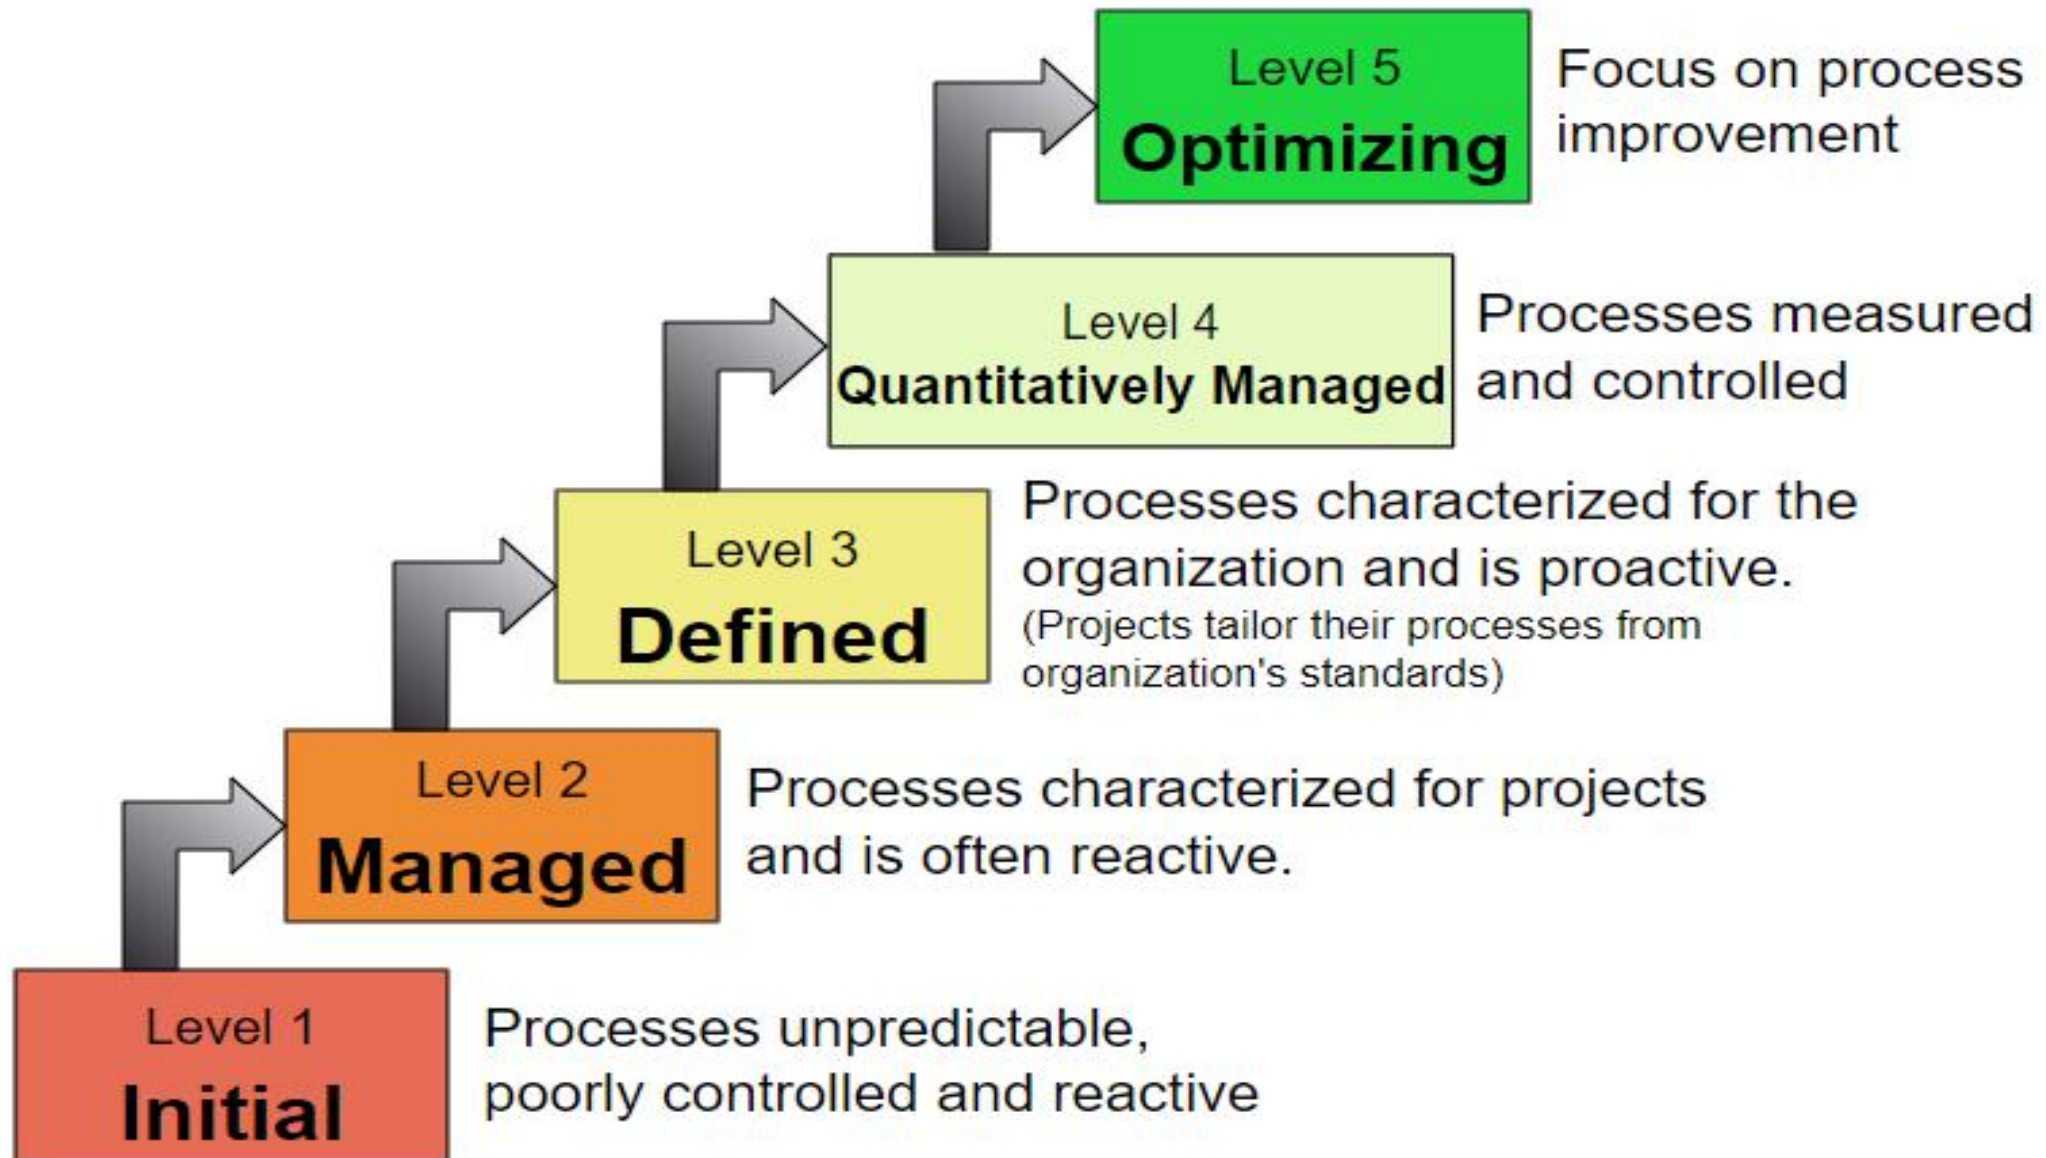 Level 5
Optimizing
Focus on process
improvement
Level 4
Quantitatively Managed
Processes measured
and controlled
Level 3
Defined
Processes characterized for the
organization and is proactive.
(Projects tailor their processes from
organization's standards)
Level 2
Managed
Processes characterized for projects
and is often reactive.
Level 1
Initial
Processes unpredictable,
poorly controlled and reactive